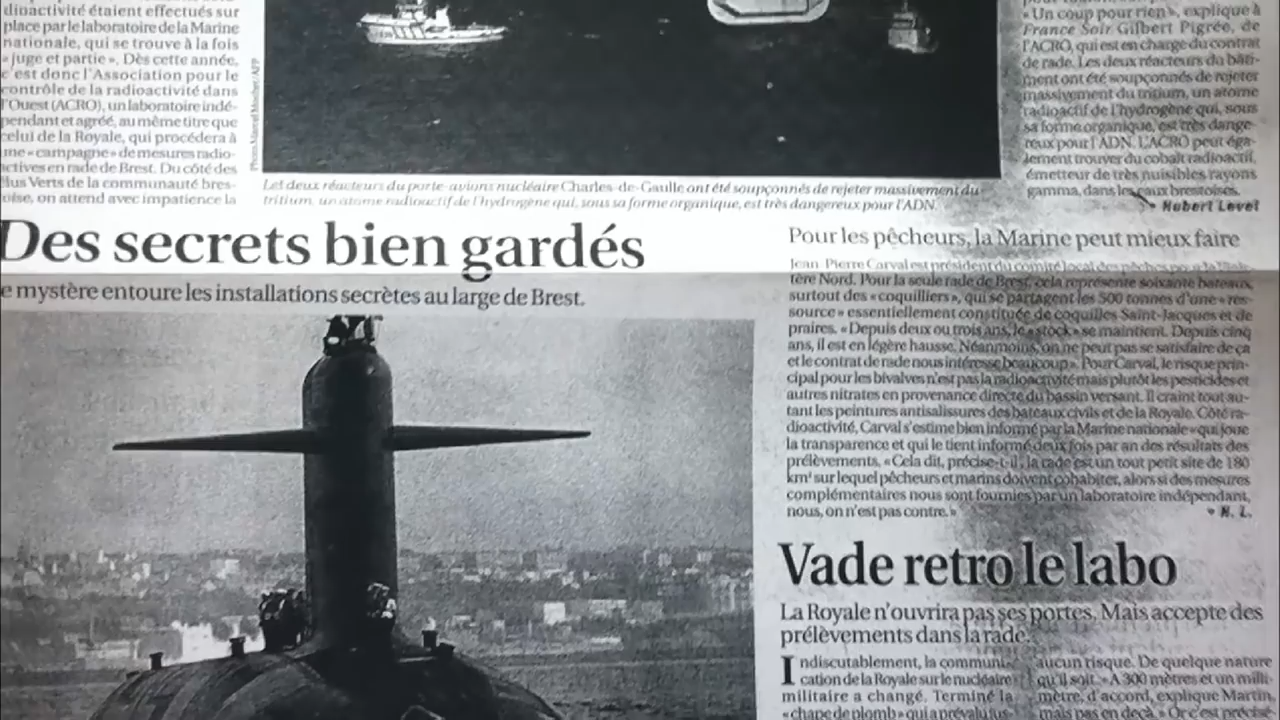 dioactivité étaient effectués sur
place par le laboratoire de la Marine
nationale, qui se trouve à la fois
« juge et partie ». Dès cette année,
c'est donc l'Association pour le
contrôle de la radioactivité dans
l'Ouest (ACRO), un laboratoire indé-
pendant et agréé, au même titre que
celui de la Royale, qui procédera à
une « campagne » de mesures radio-
actives en rade de Brest. Du côté des
Verts de la communauté bres-
toise, on attend avec impatience la
Photo Marcel Mochet/AFP
Les deux réacteurs du porte-avions nucléaire Charles-de-Gaulle ont été soupçonnés de rejeter massivement du
tritium, un atome radioactif de l'hydrogène qui, sous sa forme organique, est très dangereux pour l'ADN.
« Un coup pour rien », explique à
France Soir Gilbert Pigrée, de
l'ACRO, qui est en charge du contrat
de rade. Les deux réacteurs du bâti-
ment ont été soupçonnés de rejeter
massivement du tritium, un atome
radioactif de l'hydrogène qui, sous
sa forme organique, est très dange-
reux pour l'ADN. L'ACRO peut éga-
lement trouver du cobalt radioactif,
émetteur de très nuisibles rayons
gamma, dans les eaux brestoises.
• Hubert Levet
Des secrets bien gardés
e mystère entoure les installations secrètes au large de Brest.
Pour les pêcheurs, la Marine peut mieux faire
Jean-Pierre Carval est président du comité local des pêches
tère Nord. Pour la seule rade de Brest, cela représente soixante bateaux,
surtout des « coquilliers », qui se partagent les 500 tonnes d'une « res-
source » essentiellement constituée de coquilles Saint-Jacques et de
praires. « Depuis deux ou trois ans, le « stock » se maintient. Depuis cinq
ans, il est en légère hausse. Néanmoins, on ne peut pas se satisfaire de ça
et le contrat de rade nous intéresse beaucoup ». Pour Carval, le risque prin-
cipal pour les bivalves n'est pas la radioactivité mais plutôt les pesticides et
autres nitrates en provenance directe du bassin versant. Il craint tout au-
tant les peintures antisalissures des bateaux civils et de la Royale. Côté ra-
dioactivité, Carval s'estime bien informé par la Marine nationale « qui joue
la transparence et qui le tient informé deux fois par an des résultats des
prélèvements. « Cela dit, précise-t-il, la rade est un tout petit site de 180
km² sur lequel pêcheurs et marins doivent cohabiter, alors si des mesures
complémentaires nous sont fournies par un laboratoire indépendant,
nous, on n'est pas contre. »
• H. L.
Vade retro le labo
La Royale n'ouvrira pas ses portes. Mais accepte des
prélèvements dans la rade.
Indiscutablement, la communi-
cation de la Royale sur le nucléaire
militaire a changé. Terminé la
« chape de plomb » qui a prévalu jus-
aucun risque. De quelque nature
qu'il soit. « A 300 mètres et un milli-
mètre, d'accord, explique Martin,
mais pas en deçà. » Or c'est précisé-